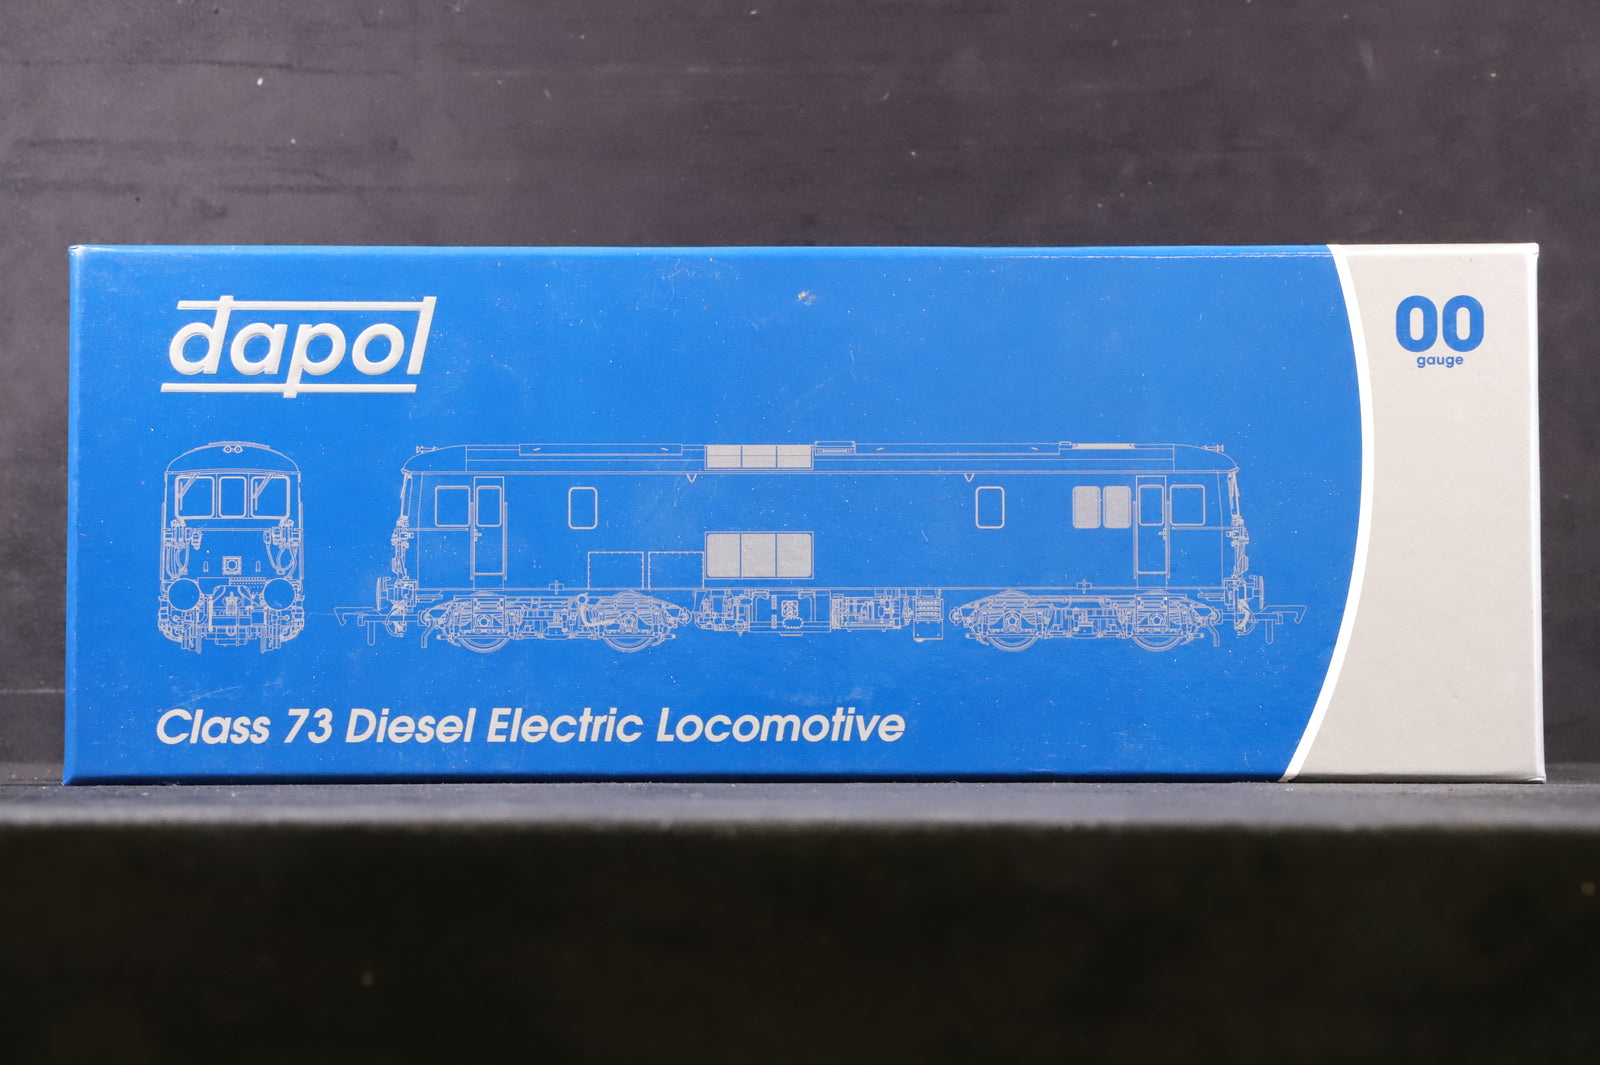 dapol
00
gauge
Class 73 Diesel Electric Locomotive